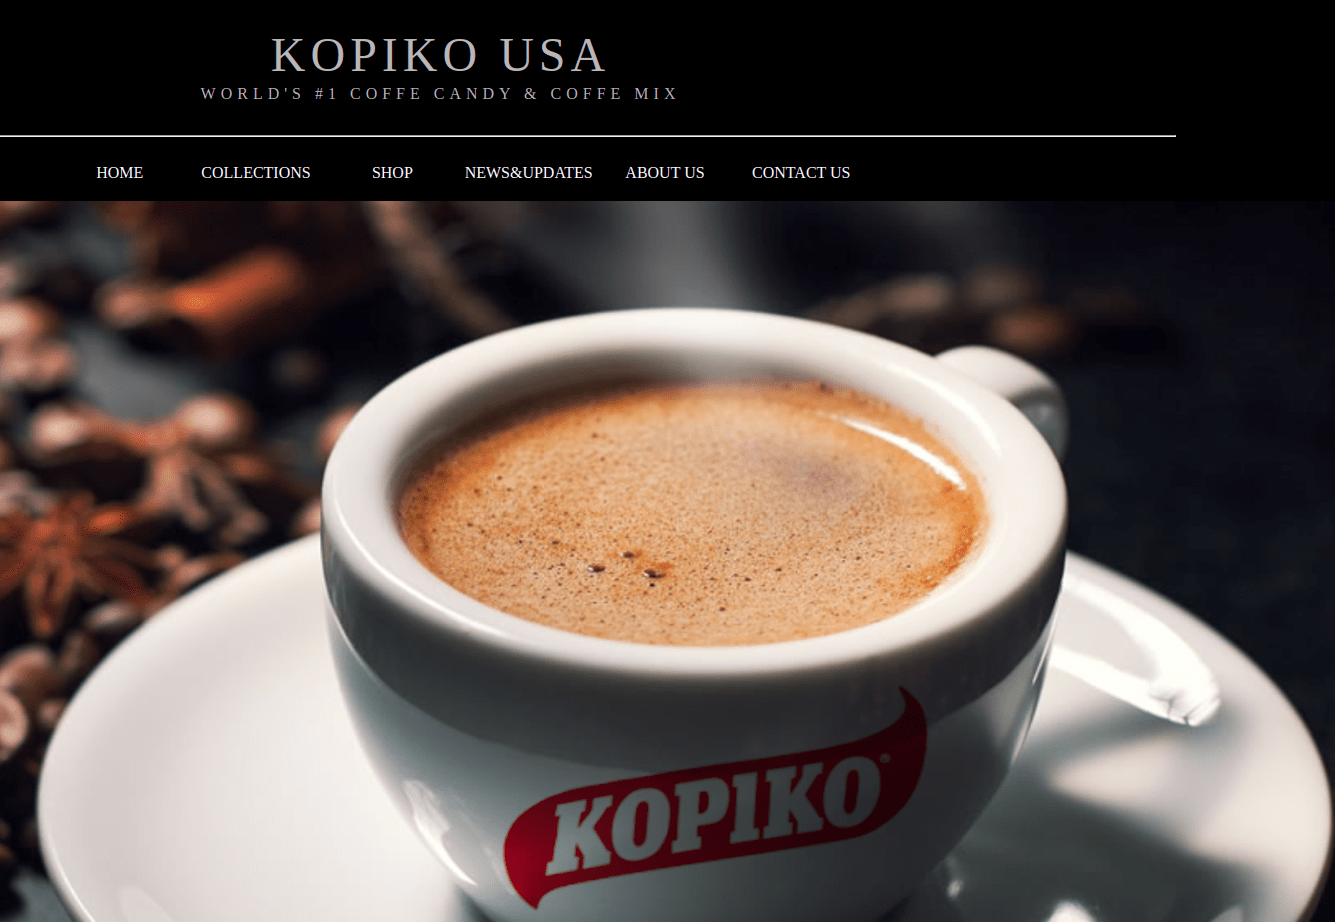 KOPIKO USA
WORLD'S #1 COFFE CANDY & COFFE MIX
HOME COLLECTIONS SHOP NEWS&UPDATES ABOUT US CONTACT US
KOPIKO®